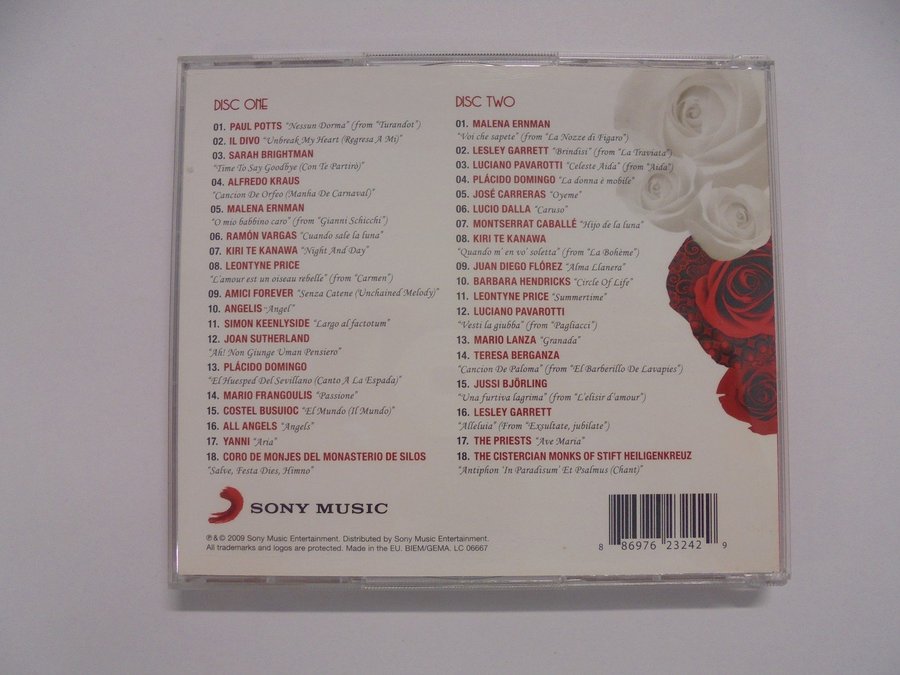 DISC ONE
01. PAUL POTTS "Nessun Dorma" (from "Turandot")
02. IL DIVO "Unbreak My Heart (Regresa A Mi)"
03. SARAH BRIGHTMAN
"Time To Say Goodbye (Con Te Partirò)"
04. ALFREDO KRAUS
"Cancion De Orfeo (Manha De Carnaval)"
05. MALENA ERNMAN
"O mio babbino caro" (from "Gianni Schicchi")
06. RAMÓN VARGAS "Cuando sale la luna"
07. KIRI TE KANAWA "Night And Day"
08. LEONTYNE PRICE
"L'amour est un oiseau rebelle" (from "Carmen")
09. AMICI FOREVER "Senza Catene (Unchained Melody)"
10. ANGELIS "Angel"
11. SIMON KEENLYSIDE "Largo al factotum"
12. JOAN SUTHERLAND
"Ah! Non Giunge Uman Pensiero"
13. PLÁCIDO DOMINGO
"El Huesped Del Sevillano (Canto A La Espada)"
14. MARIO FRANGOULIS "Passione"
15. COSTEL BUSUIOC "El Mundo (Il Mundo)"
16. ALL ANGELS "Angels"
17. YANNI "Aria"
18. CORO DE MONJES DEL MONASTERIO DE SILOS
"Salve, Festa Dies, Himno"
DISC TWO
01. MALENA ERNMAN
"Voi che sapete" (from "La Nozze di Figaro")
02. LESLEY GARRETT "Brindisi" (from "La Traviata")
03. LUCIANO PAVAROTTI "Celeste Aida" (from "Aida")
04. PLÁCIDO DOMINGO "La donna è mobile"
05. JOSÉ CARRERAS "Oyeme"
06. LUCIO DALLA "Caruso"
07. MONTSERRAT CABALLÉ "Hijo de la luna"
08. KIRI TE KANAWA
"Quando m'en vo' soletta" (from "La Bohème")
09. JUAN DIEGO FLÓREZ "Alma Llanera"
10. BARBARA HENDRICKS "Circle Of Life"
11. LEONTYNE PRICE "Summertime"
12. LUCIANO PAVAROTTI
"Vesti la giubba" (from "Pagliacci")
13. MARIO LANZA "Granada"
14. TERESA BERGANZA
"Cancion De Paloma" (from "El Barberillo De Lavapies")
15. JUSSI BJÖRLING
"Una furtiva lagrima" (from "L'elisir d'amour")
16. LESLEY GARRETT
"Alleluia" (From "Exsultate, jubilate")
17. THE PRIESTS "Ave Maria"
18. THE CISTERCIAN MONKS OF STIFT HEILIGENKREUZ
"Antiphon 'In Paradisum' Et Psalmus (Chant)"
SONY MUSIC
℗ & © 2009 Sony Music Entertainment. Distributed by Sony Music Entertainment.
All trademarks and logos are protected. Made in the EU. BIEM/GEMA. LC 06667
8 86976 23242 9